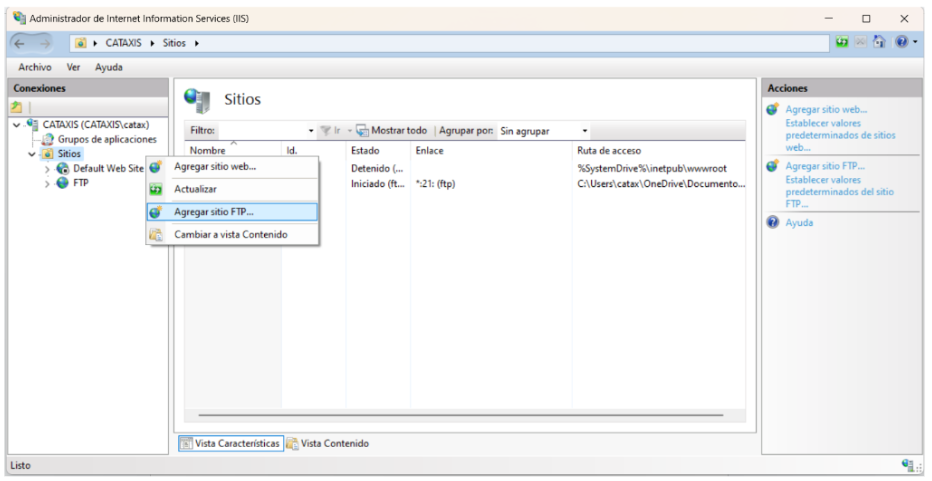 Administrador de Internet Information Services (IIS)
CATAXIS
Sitios
Archivo Ver Ayuda
Conexiones
CATAXIS (CATAXIS\catax)
Grupos de aplicaciones
Sitios
Default Web Site
FTP
Agregar sitio web...
Actualizar
Agregar sitio FTP...
Cambiar a vista Contenido
Sitios
Filtro: Ir Mostrar todo Agrupar por: Sin agrupar
Nombre Id. Estado Enlace Ruta de acceso
Detenido (... %SystemDrive%\inetpub\wwwroot
Iniciado (ft... *:21: (ftp) C:\Users\catax\OneDrive\Documento...
Vista Características Vista Contenido
Acciones
Agregar sitio web...
Establecer valores
predeterminados de sitios
web...
Agregar sitio FTP...
Establecer valores
predeterminados del sitio
FTP...
Ayuda
Listo